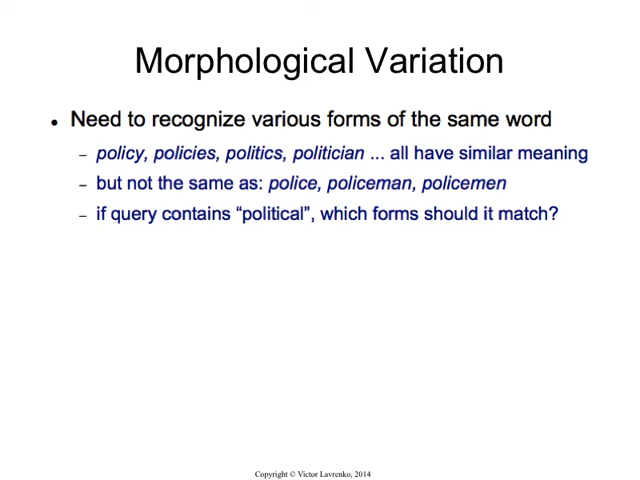 Morphological Variation
• Need to recognize various forms of the same word
– policy, policies, politics, politician ... all have similar meaning
– but not the same as: police, policeman, policemen
– if query contains “political”, which forms should it match?
Copyright © Victor Lavrenko, 2014